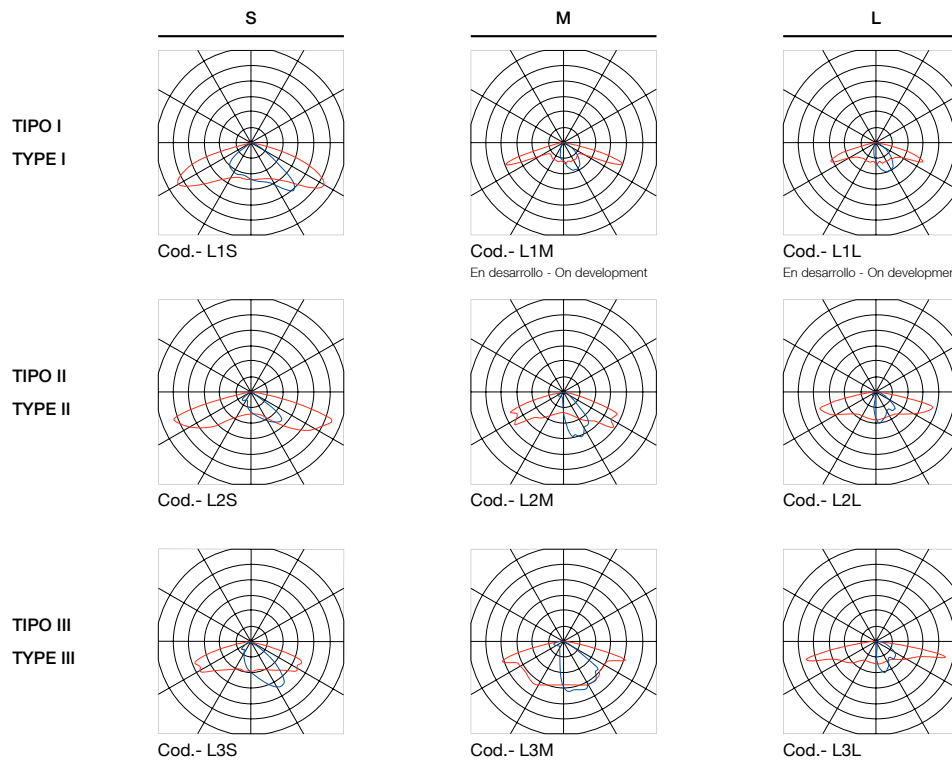 S M L
TIPO I
TYPE I
Cod.- L1S Cod.- L1M Cod.- L1L
En desarrollo - On development En desarrollo - On developmen
TIPO II
TYPE II
Cod.- L2S Cod.- L2M Cod.- L2L
TIPO III
TYPE III
Cod.- L3S Cod.- L3M Cod.- L3L